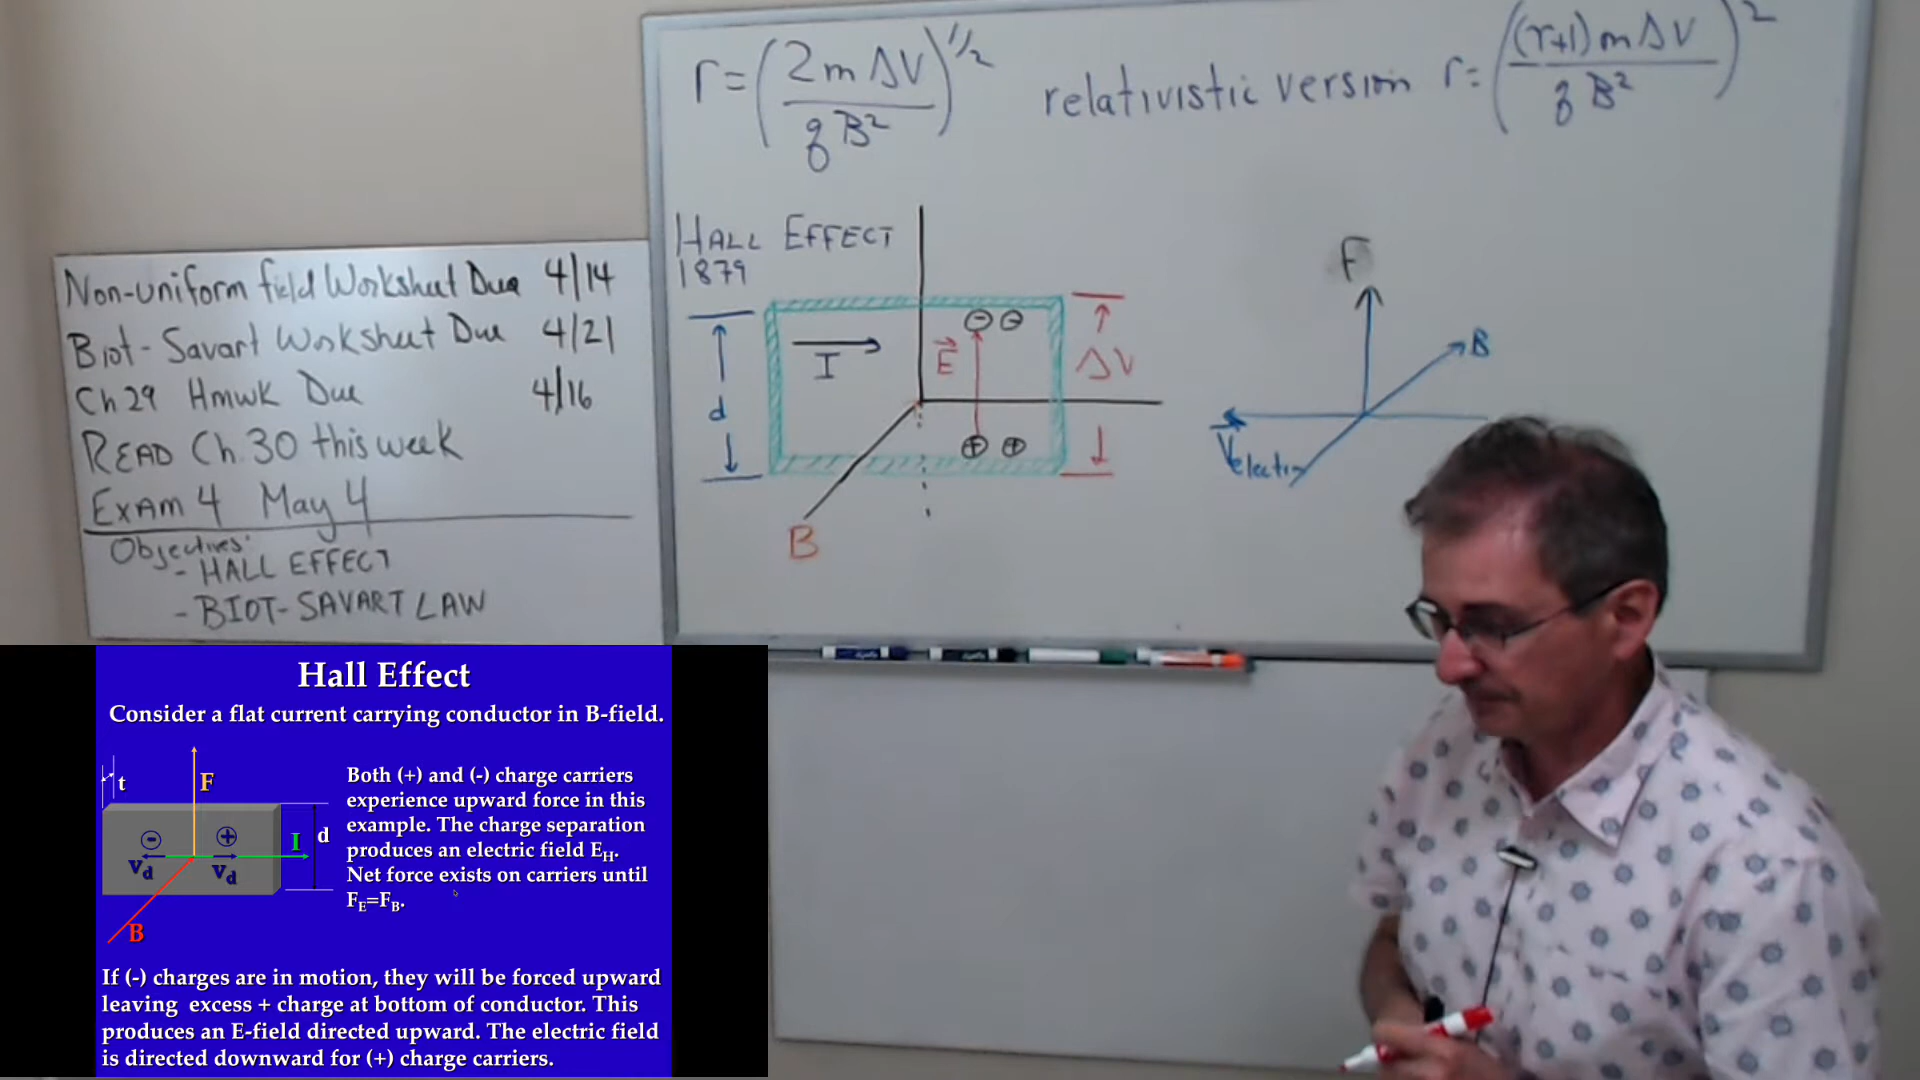 r = (2mΔV / qB²)^1/2
relativistic version r = ((γ+1)mΔV / qB²)^2
HALL EFFECT
1879
d
I
E
ΔV
B
- -
+ +
F
B
Velectron
Non-uniform field Worksheet Due 4/14
Biot-Savart Worksheet Due 4/21
Ch 29 Hmwk Due 4/16
READ Ch. 30 this week
EXAM 4 May 4
Objectives:
- HALL EFFECT
- BIOT-SAVART LAW
Hall Effect
Consider a flat current carrying conductor in B-field.
t
F
- +
I
d
vd
vd
B
Both (+) and (-) charge carriers
experience upward force in this
example. The charge separation
produces an electric field EH.
Net force exists on carriers until
FE=FB.
If (-) charges are in motion, they will be forced upward
leaving excess + charge at bottom of conductor. This
produces an E-field directed upward. The electric field
is directed downward for (+) charge carriers.